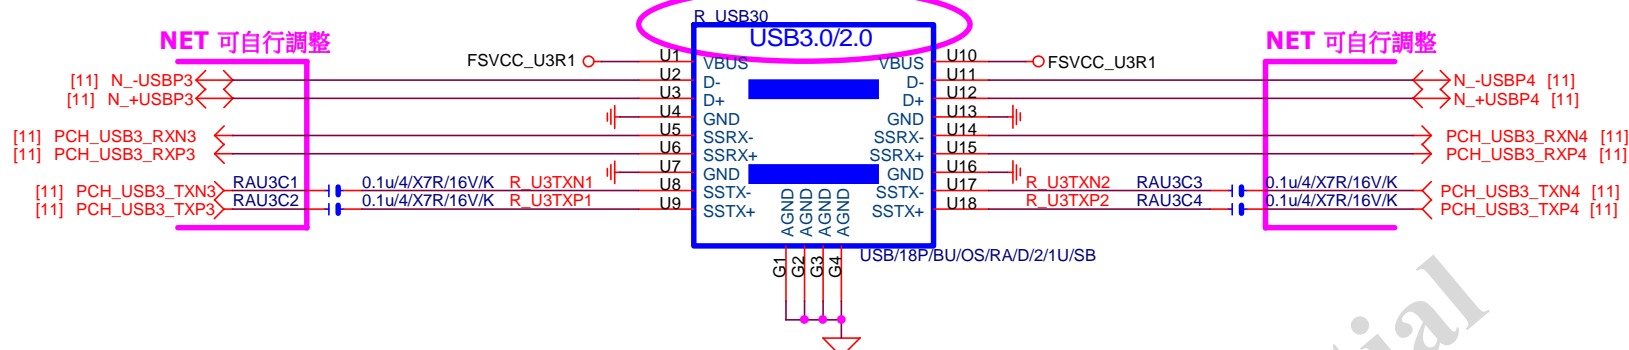 R_USB30
USB3.0/2.0
NET 可自行調整
NET 可自行調整
FSVCC_U3R1 U1 VBUS VBUS U10 FSVCC_U3R1
[11] N_-USBP3 U2 D- D- U11 N_-USBP4 [11]
[11] N_+USBP3 U3 D+ D+ U12 N_+USBP4 [11]
U4 GND GND U13
[11] PCH_USB3_RXN3 U5 SSRX- SSRX- U14 PCH_USB3_RXN4 [11]
[11] PCH_USB3_RXP3 U6 SSRX+ SSRX+ U15 PCH_USB3_RXP4 [11]
U7 GND GND U16
[11] PCH_USB3_TXN3 RAU3C1 0.1u/4/X7R/16V/K R_U3TXN1 U8 SSTX- SSTX- U17 R_U3TXN2 RAU3C3 0.1u/4/X7R/16V/K PCH_USB3_TXN4 [11]
[11] PCH_USB3_TXP3 RAU3C2 0.1u/4/X7R/16V/K R_U3TXP1 U9 SSTX+ SSTX+ U18 R_U3TXP2 RAU3C4 0.1u/4/X7R/16V/K PCH_USB3_TXP4 [11]
AGND AGND AGND AGND
USB/18P/BU/OS/RA/D/2/1U/SB
G1 G2 G3 G4
tial